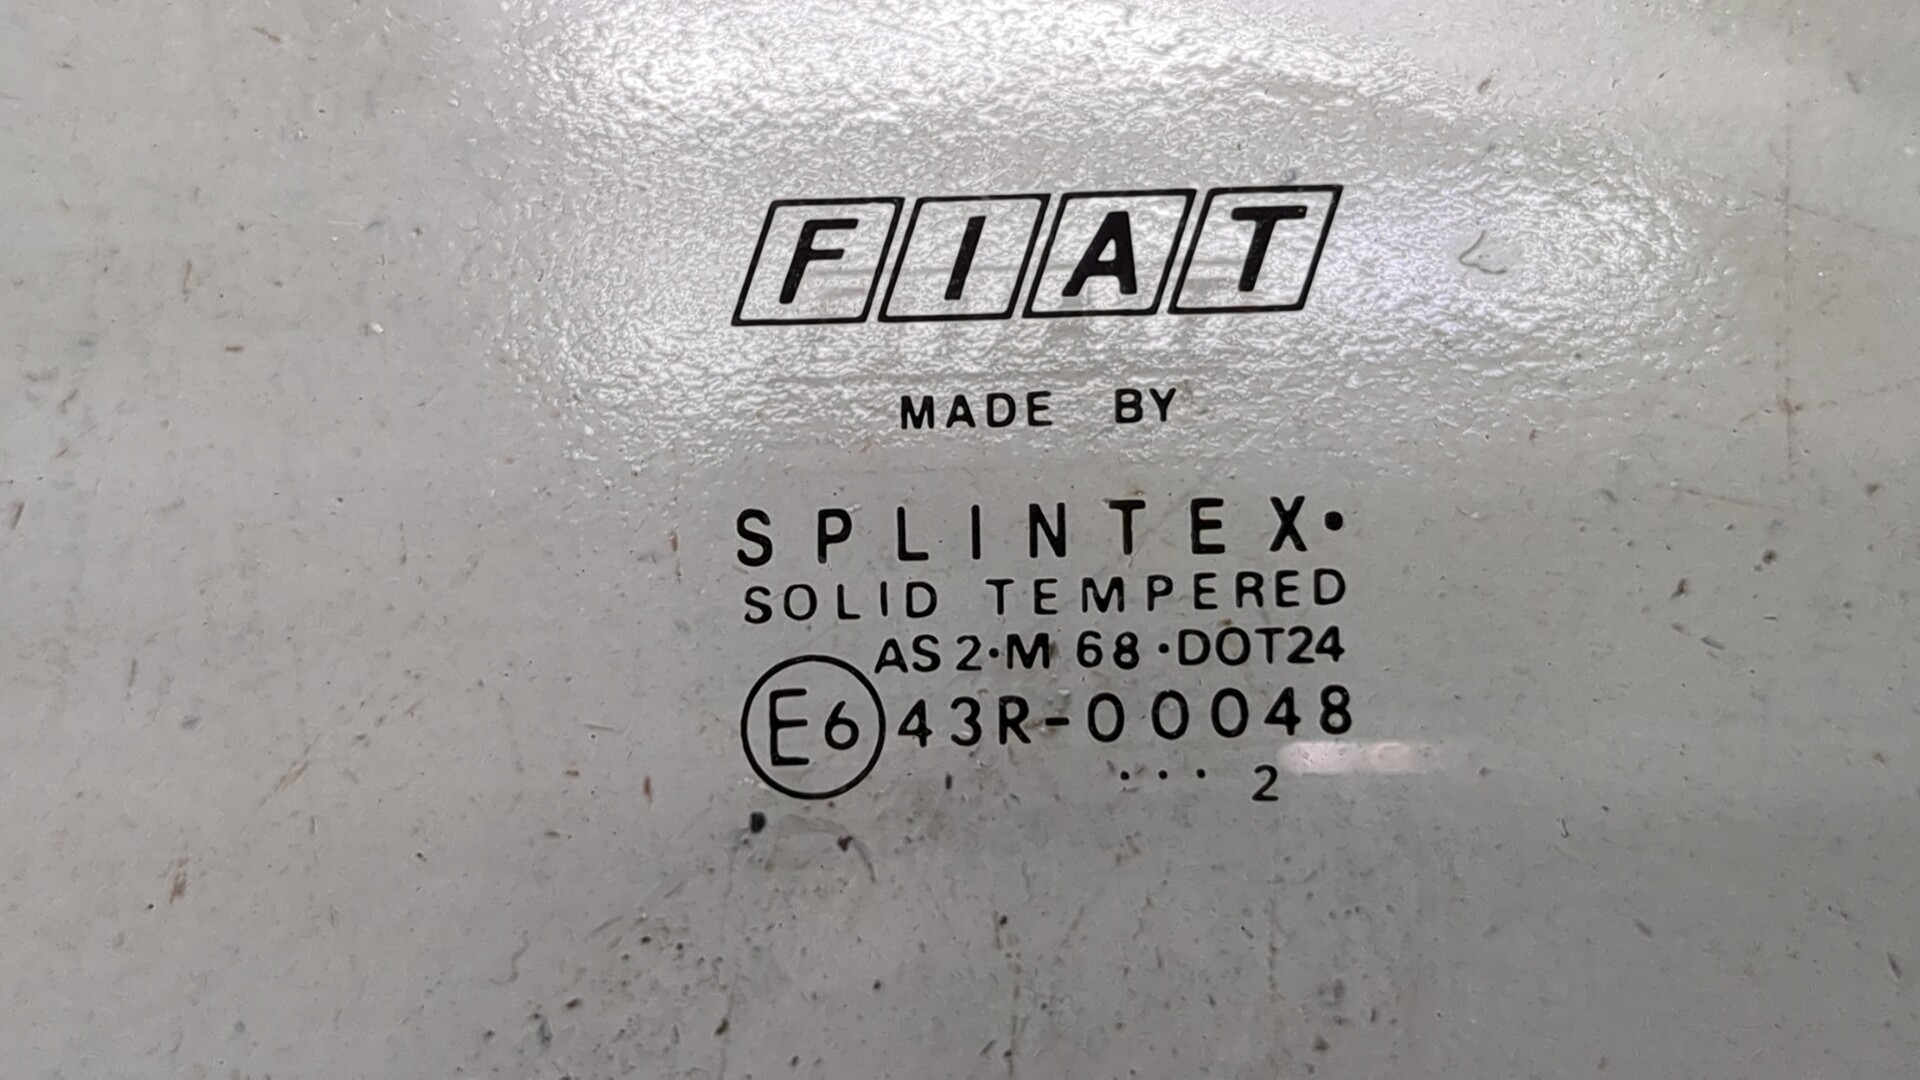 FIAT
MADE BY
SPLINTEX•
SOLID TEMPERED
AS2•M 68•DOT24
E6 43R-00048
... 2